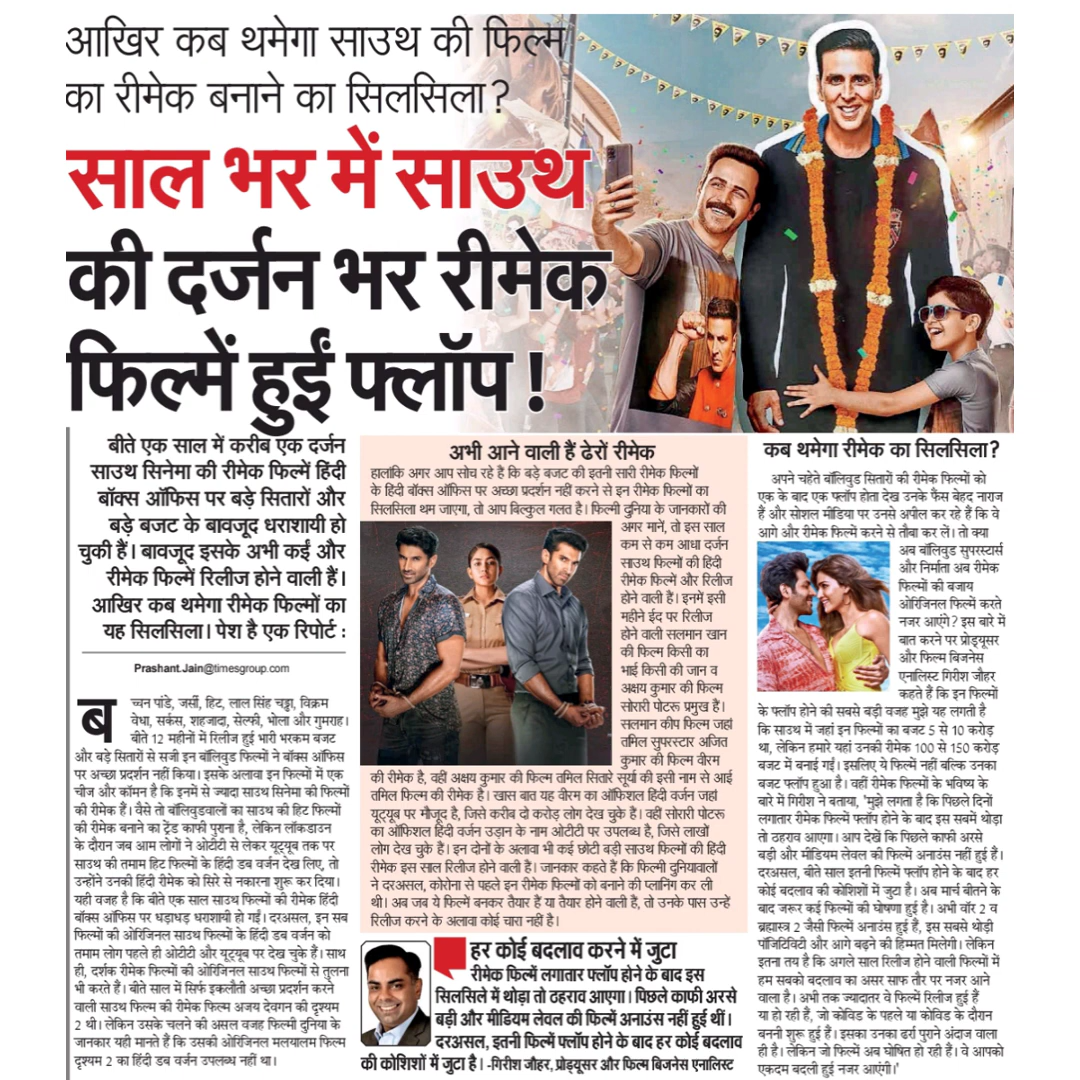 आखिर कब थमेगा साउथ की फिल्म
का रीमेक बनाने का सिलसिला?
साल भर में साउथ
की दर्जन भर रीमेक
फिल्में हुईं फ्लॉप !
बीते एक साल में करीब एक दर्जन
साउथ सिनेमा की रीमेक फिल्में हिंदी
बॉक्स ऑफिस पर बड़े सितारों और
बड़े बजट के बावजूद धराशायी हो
चुकी हैं। बावजूद इसके अभी कई और
रीमेक फिल्में रिलीज होने वाली हैं।
आखिर कब थमेगा रीमेक फिल्मों का
यह सिलसिला। पेश है एक रिपोर्ट :
Prashant.Jain@timesgroup.com
बच्चन पांडे, जर्सी, हिट, लाल सिंह चड्ढा, विक्रम
वेधा, सर्कस, शहजादा, सेल्फी, भोला और गुमराह।
बीते 12 महीनों में रिलीज हुई भारी भरकम बजट
और बड़े सितारों से सजी इन बॉलिवुड फिल्मों ने बॉक्स ऑफिस
पर अच्छा प्रदर्शन नहीं किया। इसके अलावा इन फिल्मों में एक
चीज और कॉमन है कि इनमें से ज्यादा साउथ सिनेमा की फिल्मों
की रीमेक हैं। वैसे तो बॉलिवुडवालों का साउथ की हिट फिल्मों
की रीमेक बनाने का ट्रेंड काफी पुराना है, लेकिन लॉकडाउन
के दौरान जब आम लोगों ने ओटीटी से लेकर यूट्यूब तक पर
साउथ की तमाम हिट फिल्मों के हिंदी डब वर्जन देख लिए, तो
उन्होंने उनकी हिंदी रीमेक को सिरे से नकारना शुरू कर दिया।
यही वजह है कि बीते एक साल साउथ फिल्मों की रीमेक हिंदी
बॉक्स ऑफिस पर धड़ाधड़ धराशायी हो गईं। दरअसल, इन सब
फिल्मों की ओरिजिनल साउथ फिल्मों के हिंदी डब वर्जन को
तमाम लोग पहले ही ओटीटी और यूट्यूब पर देख चुके हैं। साथ
ही, दर्शक रीमेक फिल्मों की ओरिजिनल साउथ फिल्मों से तुलना
भी करते हैं। बीते साल में सिर्फ इकलौती अच्छा प्रदर्शन करने
वाली साउथ फिल्म की रीमेक फिल्म अजय देवगन की दृश्यम
2 थी। लेकिन उसके चलने की असल वजह फिल्मी दुनिया के
जानकार यही मानते हैं कि उसकी ओरिजिनल मलयालम फिल्म
दृश्यम 2 का हिंदी डब वर्जन उपलब्ध नहीं था।
अभी आने वाली हैं ढेरों रीमेक
हालांकि अगर आप सोच रहे हैं कि बड़े बजट की इतनी सारी रीमेक फिल्मों
के हिंदी बॉक्स ऑफिस पर अच्छा प्रदर्शन नहीं करने से इन रीमेक फिल्मों का
सिलसिला थम जाएगा, तो आप बिल्कुल गलत हैं। फिल्मी दुनिया के जानकारों की
अगर मानें, तो इस साल
कम से कम आधा दर्जन
साउथ फिल्मों की हिंदी
रीमेक फिल्में और रिलीज
होने वाली हैं। इनमें इसी
महीने ईद पर रिलीज
होने वाली सलमान खान
की फिल्म किसी का
भाई किसी की जान व
अक्षय कुमार की फिल्म
सोरारी पोटरू प्रमुख हैं।
सलमान कीप फिल्म जहां
तमिल सुपरस्टार अजित
कुमार की फिल्म वीरम
की रीमेक है, वही अक्षय कुमार की फिल्म तमिल सितारे सूर्या की इसी नाम से आई
तमिल फिल्म की रीमेक है। खास बात यह वीरम का ऑफिशल हिंदी वर्जन जहां
यूट्यूब पर मौजूद है, जिसे करीब दो करोड़ लोग देख चुके हैं। वही सोरारी पोटरू
का ऑफिशल हिंदी वर्जन उड़ान के नाम ओटीटी पर उपलब्ध है, जिसे लाखों
लोग देख चुके हैं। इन दोनों के अलावा भी कई छोटी बड़ी साउथ फिल्मों की हिंदी
रीमेक इस साल रिलीज होने वाली हैं। जानकार कहते हैं कि फिल्मी दुनियावालों
ने दरअसल, कोरोना से पहले इन रीमेक फिल्मों को बनाने की प्लानिंग कर ली
थी। अब जब ये फिल्में बनकर तैयार हैं या तैयार होने वाली हैं, तो उनके पास उन्हें
रिलीज करने के अलावा कोई चारा नहीं है।
हर कोई बदलाव करने में जुटा
रीमेक फिल्में लगातार फ्लॉप होने के बाद इस
सिलसिले में थोड़ा तो ठहराव आएगा। पिछले काफी अरसे
बड़ी और मीडियम लेवल की फिल्में अनाउंस नहीं हुई थीं।
दरअसल, इतनी फिल्में फ्लॉप होने के बाद हर कोई बदलाव
की कोशिशों में जुटा है। -गिरीश जौहर, प्रोड्यूसर और फिल्म बिजनेस एनालिस्ट
कब थमेगा रीमेक का सिलसिला?
अपने चहेते बॉलिवुड सितारों की रीमेक फिल्मों को
एक के बाद एक फ्लॉप होता देख उनके फैंस बेहद नाराज
हैं और सोशल मीडिया पर उनसे अपील कर रहे हैं कि वे
आगे और रीमेक फिल्में करने से तौबा कर लें। तो क्या
अब बॉलिवुड सुपरस्टार्स
और निर्माता अब रीमेक
फिल्मों की बजाय
ओरिजिनल फिल्में करते
नजर आएंगे? इस बारे में
बात करने पर प्रोड्यूसर
और फिल्म बिजनेस
एनालिस्ट गिरीश जौहर
कहते हैं कि इन फिल्मों
के फ्लॉप होने की सबसे बड़ी वजह मुझे यह लगती है
कि साउथ में जहां इन फिल्मों का बजट 5 से 10 करोड़
था, लेकिन हमारे यहां उनकी रीमेक 100 से 150 करोड़
बजट में बनाई गईं। इसलिए ये फिल्में नहीं बल्कि उनका
बजट फ्लॉप हुआ है। वहीं रीमेक फिल्मों के भविष्य के
बारे में गिरीश ने बताया, 'मुझे लगता है कि पिछले दिनों
लगातार रीमेक फिल्में फ्लॉप होने के बाद इस सबमें थोड़ा
तो ठहराव आएगा। आप देखें कि पिछले काफी अरसे
बड़ी और मीडियम लेवल की फिल्में अनाउंस नहीं हुई हैं।
दरअसल, बीते साल इतनी फिल्में फ्लॉप होने के बाद हर
कोई बदलाव की कोशिशों में जुटा है। अब मार्च बीतने के
बाद जरूर कई फिल्मों की घोषणा हुई है। अभी वॉर 2 व
ब्रह्मास्त्र 2 जैसी फिल्में अनाउंस हुई हैं, इस सबसे थोड़ी
पॉजिटिविटी और आगे बढ़ने की हिम्मत मिलेगी। लेकिन
इतना तय है कि अगले साल रिलीज होने वाली फिल्मों में
हम सबको बदलाव का असर साफ तौर पर नजर आने
वाला है। अभी तक ज्यादातर वे फिल्में रिलीज हुई हैं
या हो रही हैं, जो कोविड के पहले या कोविड के दौरान
बननी शुरू हुई हैं। इसका उनका ढर्रा पुराने अंदाज वाला
ही है। लेकिन जो फिल्में अब घोषित हो रही हैं। वे आपको
एकदम बदली हुई नजर आएंगी।'